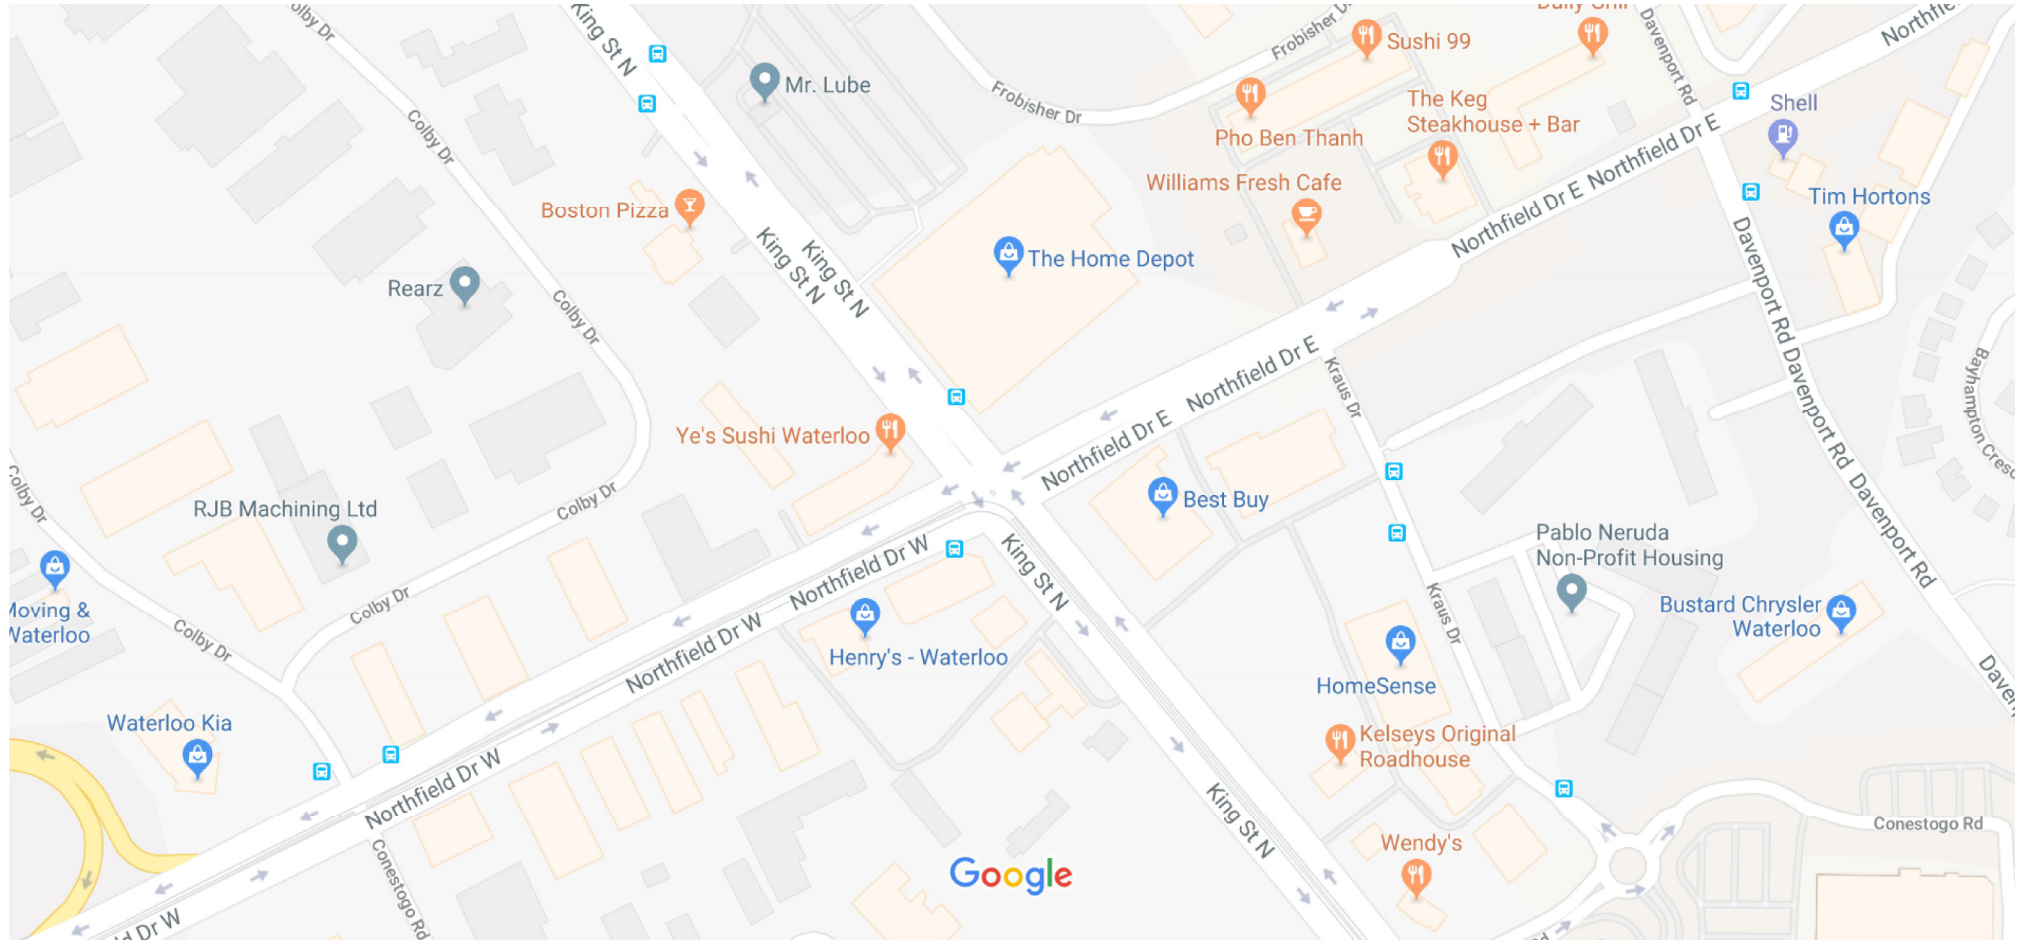 King St N
Colby Dr
Mr. Lube
Frobisher Dr
Frobisher
Sushi 99
Davenport Rd
Pho Ben Thanh
The Keg
Steakhouse + Bar
Shell
Northfield Dr E
Northfield Dr E
Williams Fresh Cafe
Tim Hortons
Boston Pizza
Colby Dr
King St N
King St N
The Home Depot
Northfield Dr E
Davenport Rd
Davenport Rd
Rearz
Colby Dr
Northfield Dr E
Kraus Dr
Ye's Sushi Waterloo
Northfield Dr E
Best Buy
Davenport Rd
RJB Machining Ltd
Colby Dr
Colby Dr
Northfield Dr W
King St N
Pablo Neruda
Non-Profit Housing
Moving &
Waterloo
Colby Dr
Colby Dr
Henry's - Waterloo
Northfield Dr W
Kraus Dr
Bustard Chrysler
Waterloo
HomeSense
Waterloo Kia
Northfield Dr W
Kelseys Original
Roadhouse
King St N
Conestogo Rd
Conestogo Rd
Wendy's
Google
Dr W